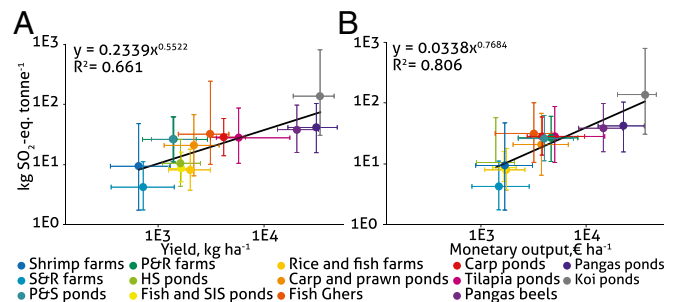 A
B
1E3
y = 0.2339x^0.5522
R² = 0.661
1E2
1E1
1E0
kg SO₂-eq. tonne⁻¹
1E3
1E4
Yield, kg ha⁻¹
1E3
y = 0.0338x^0.7684
R² = 0.806
1E2
1E1
1E0
1E3
1E4
Monetary output,€ ha⁻¹
Shrimp farms
P&R farms
Rice and fish farms
Carp ponds
Pangas ponds
S&R farms
HS ponds
Carp and prawn ponds
Tilapia ponds
Koi ponds
P&S ponds
Fish and SIS ponds
Fish Ghers
Pangas beels